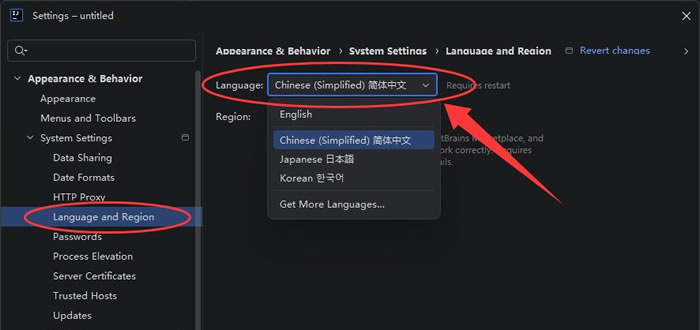 Settings – untitled
Appearance & Behavior
Appearance
Menus and Toolbars
System Settings
Data Sharing
Date Formats
HTTP Proxy
Language and Region
Passwords
Process Elevation
Server Certificates
Trusted Hosts
Updates
Appearance & Behavior › System Settings › Language and Region Revert changes
Language: Chinese (Simplified) 简体中文 Requires restart
Region:
English
Chinese (Simplified) 简体中文
Japanese 日本語
Korean 한국어
Get More Languages...
Marketplace, and
correctly requires